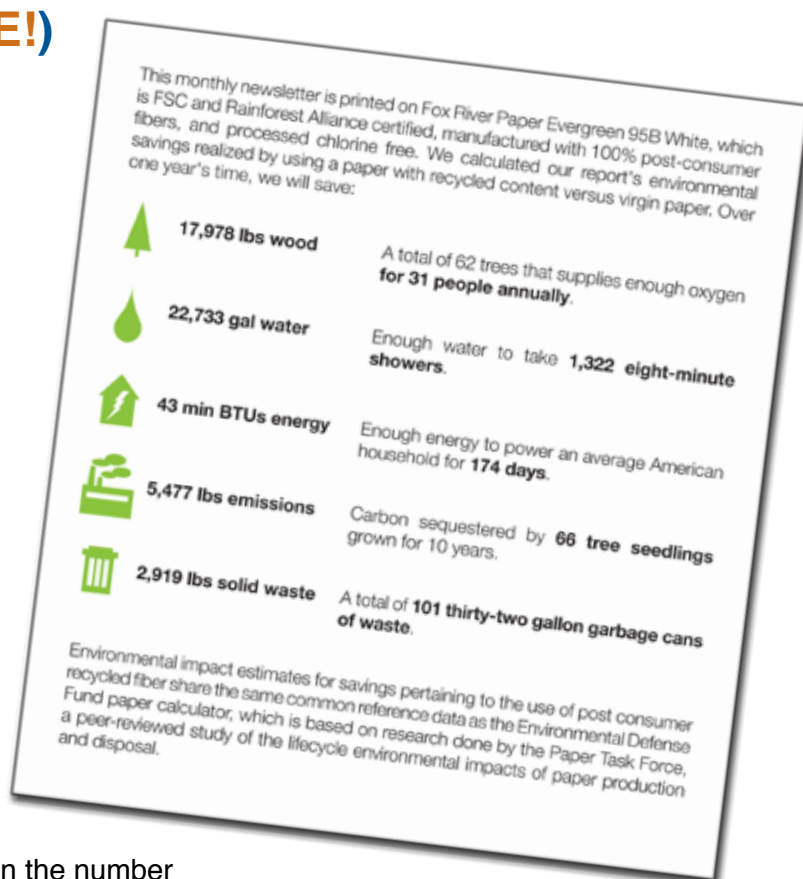 E!)
This monthly newsletter is printed on Fox River Paper Evergreen 95B White, which
is FSC and Rainforest Alliance certified, manufactured with 100% post-consumer
fibers, and processed chlorine free. We calculated our report's environmental
savings realized by using a paper with recycled content versus virgin paper. Over
one year's time, we will save:
17,978 lbs wood
A total of 62 trees that supplies enough oxygen
for 31 people annually.
22,733 gal water
Enough water to take 1,322 eight-minute
showers.
43 min BTUs energy
Enough energy to power an average American
household for 174 days.
5,477 lbs emissions
Carbon sequestered by 66 tree seedlings
grown for 10 years.
2,919 lbs solid waste
A total of 101 thirty-two gallon garbage cans
of waste.
Environmental impact estimates for savings pertaining to the use of post consumer
recycled fiber share the same common reference data as the Environmental Defense
Fund paper calculator, which is based on research done by the Paper Task Force,
a peer-reviewed study of the lifecycle environmental impacts of paper production
and disposal.
n the number